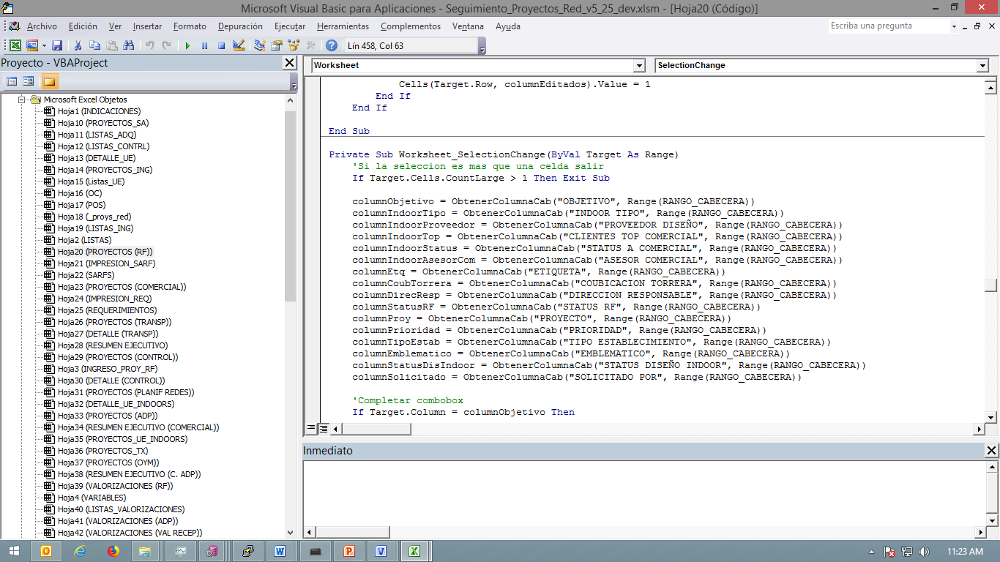 Microsoft Visual Basic para Aplicaciones - Seguimiento_Proyectos_Red_v5_25_dev.xlsm - [Hoja20 (Código)]
Archivo Edición Ver Insertar Formato Depuración Ejecutar Herramientas Complementos Ventana Ayuda
Escriba una pregunta
Lín 458, Col 63
Proyecto - VBAProject
Microsoft Excel Objetos
Hoja1 (INDICACIONES)
Hoja10 (PROYECTOS_SA)
Hoja11 (LISTAS_ADQ)
Hoja12 (LISTAS_CONTRL)
Hoja13 (DETALLE_UE)
Hoja14 (PROYECTOS_ING)
Hoja15 (Listas_UE)
Hoja16 (OC)
Hoja17 (POS)
Hoja18 (_proys_red)
Hoja19 (LISTAS_ING)
Hoja2 (LISTAS)
Hoja20 (PROYECTOS (RF))
Hoja21 (IMPRESION_SARF)
Hoja22 (SARFS)
Hoja23 (PROYECTOS (COMERCIAL))
Hoja24 (IMPRESION_REQ)
Hoja25 (REQUERIMIENTOS)
Hoja26 (PROYECTOS (TRANSP))
Hoja27 (DETALLE (TRANSP))
Hoja28 (RESUMEN EJECUTIVO)
Hoja29 (PROYECTOS (CONTROL))
Hoja3 (INGRESO_PROY_RF)
Hoja30 (DETALLE (CONTROL))
Hoja31 (PROYECTOS (PLANIF REDES))
Hoja32 (DETALLE_UE_INDOORS)
Hoja33 (PROYECTOS (ADP))
Hoja34 (RESUMEN EJECUTIVO (COMERCIAL))
Hoja35 (PROYECTOS_UE_INDOORS)
Hoja36 (PROYECTOS_TX)
Hoja37 (PROYECTOS (OYM))
Hoja38 (RESUMEN EJECUTIVO (C. ADP))
Hoja39 (VALORIZACIONES (RF))
Hoja4 (VARIABLES)
Hoja40 (LISTAS_VALORIZACIONES)
Hoja41 (VALORIZACIONES (ADP))
Hoja42 (VALORIZACIONES (VAL RECEP))
Worksheet
SelectionChange
Cells(Target.Row, columnEditados).Value = 1
End If
End If
End Sub
Private Sub Worksheet_SelectionChange(ByVal Target As Range)
'Si la seleccion es mas que una celda salir
If Target.Cells.CountLarge > 1 Then Exit Sub
columnObjetivo = ObtenerColumnaCab("OBJETIVO", Range(RANGO_CABECERA))
columnIndoorTipo = ObtenerColumnaCab("INDOOR TIPO", Range(RANGO_CABECERA))
columnIndoorProveedor = ObtenerColumnaCab("PROVEEDOR DISEÑO", Range(RANGO_CABECERA))
columnIndoorTop = ObtenerColumnaCab("CLIENTES TOP COMERCIAL", Range(RANGO_CABECERA))
columnIndoorStatus = ObtenerColumnaCab("STATUS A COMERCIAL", Range(RANGO_CABECERA))
columnIndoorAsesorCom = ObtenerColumnaCab("ASESOR COMERCIAL", Range(RANGO_CABECERA))
columnEtq = ObtenerColumnaCab("ETIQUETA", Range(RANGO_CABECERA))
columnCoubTorrera = ObtenerColumnaCab("COUBICACION TORRERA", Range(RANGO_CABECERA))
columnDirecResp = ObtenerColumnaCab("DIRECCION RESPONSABLE", Range(RANGO_CABECERA))
columnStatusRF = ObtenerColumnaCab("STATUS RF", Range(RANGO_CABECERA))
columnProy = ObtenerColumnaCab("PROYECTO", Range(RANGO_CABECERA))
columnPrioridad = ObtenerColumnaCab("PRIORIDAD", Range(RANGO_CABECERA))
columnTipoEstab = ObtenerColumnaCab("TIPO ESTABLECIMIENTO", Range(RANGO_CABECERA))
columnEmblematico = ObtenerColumnaCab("EMBLEMATICO", Range(RANGO_CABECERA))
columnStatusDisIndoor = ObtenerColumnaCab("STATUS DISEÑO INDOOR", Range(RANGO_CABECERA))
columnSolicitado = ObtenerColumnaCab("SOLICITADO POR", Range(RANGO_CABECERA))
'Completar combobox
If Target.Column = columnObjetivo Then
Inmediato
11:23 AM